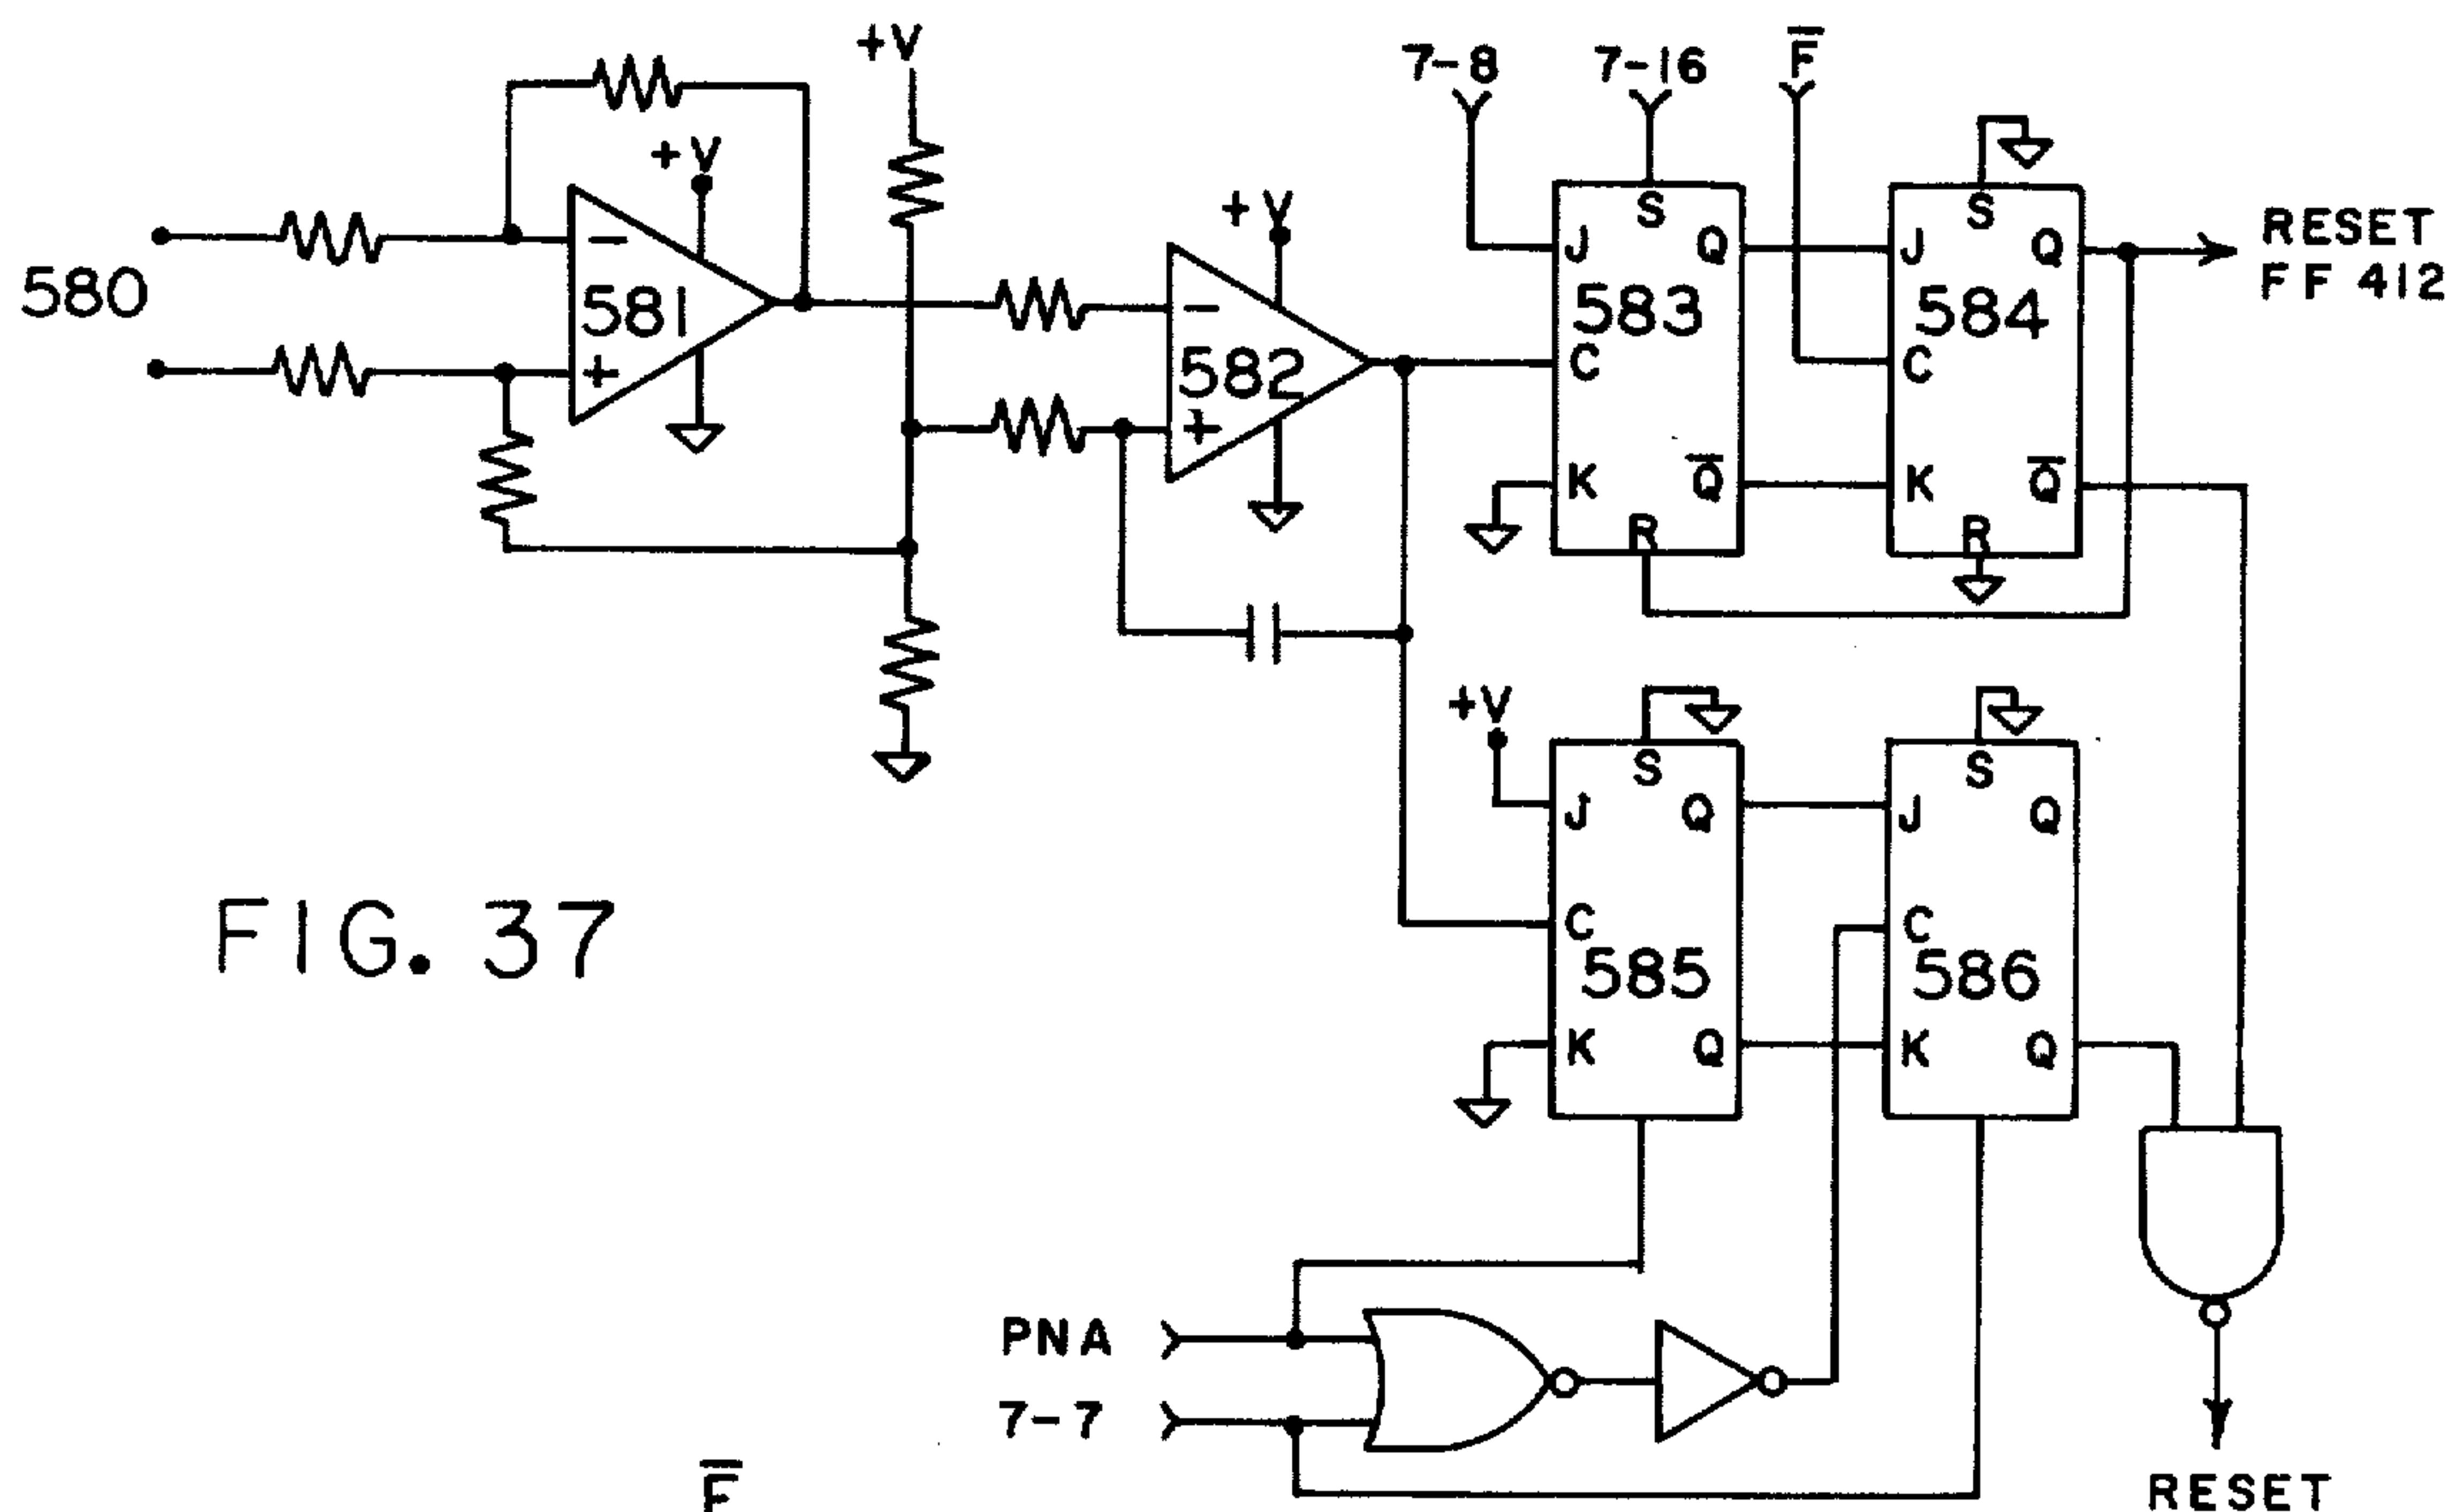 +V
7-8
7-16
F̅
+V
+V
580
−
581
+
−
582
+
S
J
Q
583
C
K
Q̅
R
S
J
Q
584
C
K
Q̅
R
RESET
FF 412
+V
S
J
Q
C
585
K
Q
S
J
Q
C
586
K
Q
FIG. 37
PNA
7-7
F̅
RESET